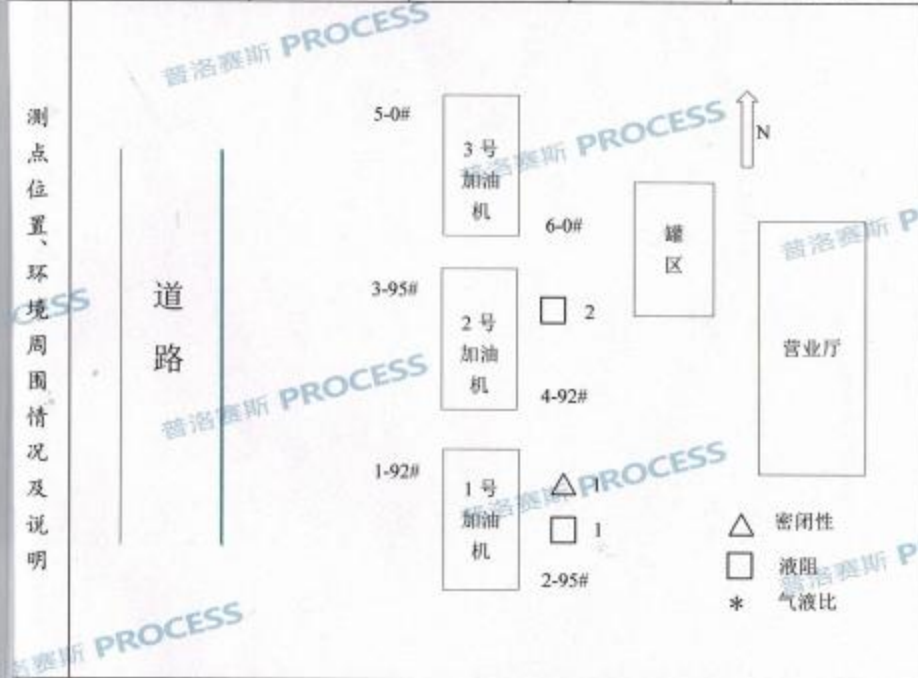 普洛赛斯 PROCESS
测点位置、环境周围情况及说明
5-0#
3 号
加油
机
N
普洛赛斯 PROCESS
6-0#
罐
区
普洛赛斯 P
道
路
3-95#
2 号
加油
机
2
营业厅
OCESS
普洛赛斯 PROCESS
4-92#
1-92#
1 号
加油
机
1
普洛赛斯 PROCESS
1
2-95#
密闭性
液阻
气液比
*
普洛赛斯 P
洛赛斯 PROCESS